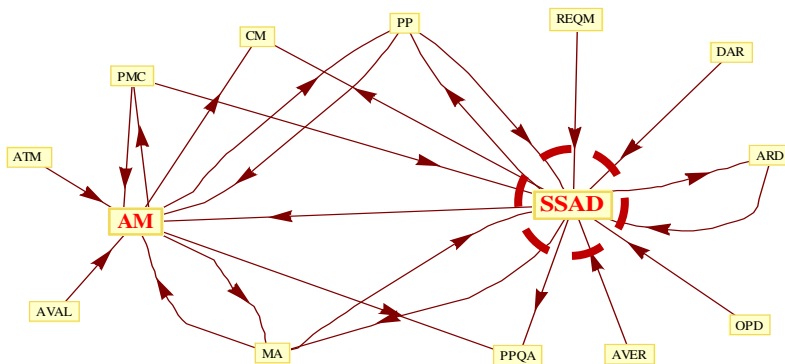 PP
REQM
CM
DAR
PMC
ATM
ARD
SSAD
AM
AVAL
OPD
MA
PPQA
AVER